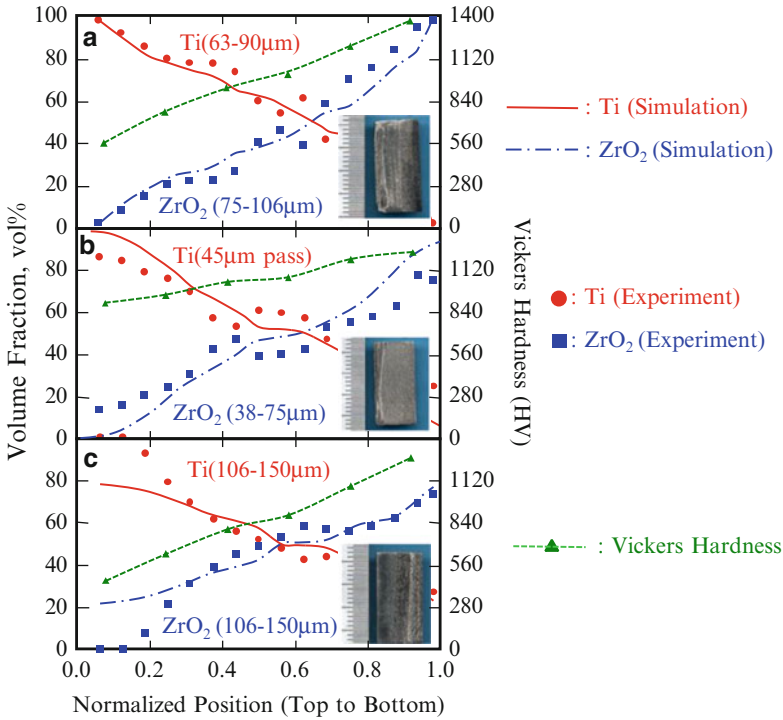 100
80
60
40
20
0
a
Ti(63-90μm)
ZrO2 (75-106μm)
1400
1120
840
560
280
0
80
60
40
20
0
b
Ti(45μm pass)
ZrO2 (38-75μm)
1120
840
560
280
0
80
60
40
20
0
c
Ti(106-150μm)
ZrO2 (106-150μm)
1120
840
560
280
0
0.0 0.2 0.4 0.6 0.8 1.0
Normalized Position (Top to Bottom)
Volume Fraction, vol%
Vickers Hardness (HV)
: Ti (Simulation)
: ZrO2 (Simulation)
: Ti (Experiment)
: ZrO2 (Experiment)
: Vickers Hardness